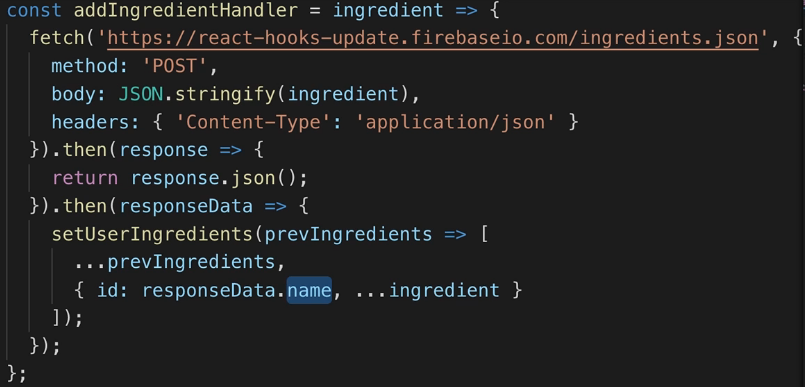 const addIngredientHandler = ingredient => {
  fetch('https://react-hooks-update.firebaseio.com/ingredients.json', {
    method: 'POST',
    body: JSON.stringify(ingredient),
    headers: { 'Content-Type': 'application/json' }
  }).then(response => {
    return response.json();
  }).then(responseData => {
    setUserIngredients(prevIngredients => [
      ...prevIngredients,
      { id: responseData.name, ...ingredient }
    ]);
  });
};